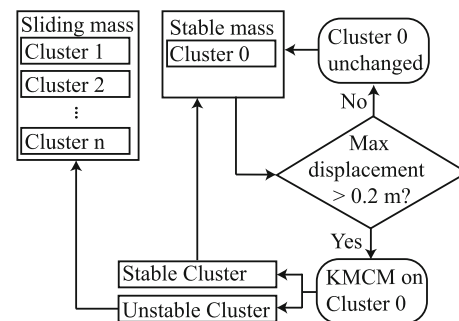 Sliding mass
Cluster 1
Cluster 2
⋮
Cluster n
Stable mass
Cluster 0
Cluster 0
unchanged
No
Max
displacement
> 0.2 m?
Yes
KMCM on
Cluster 0
Stable Cluster
Unstable Cluster